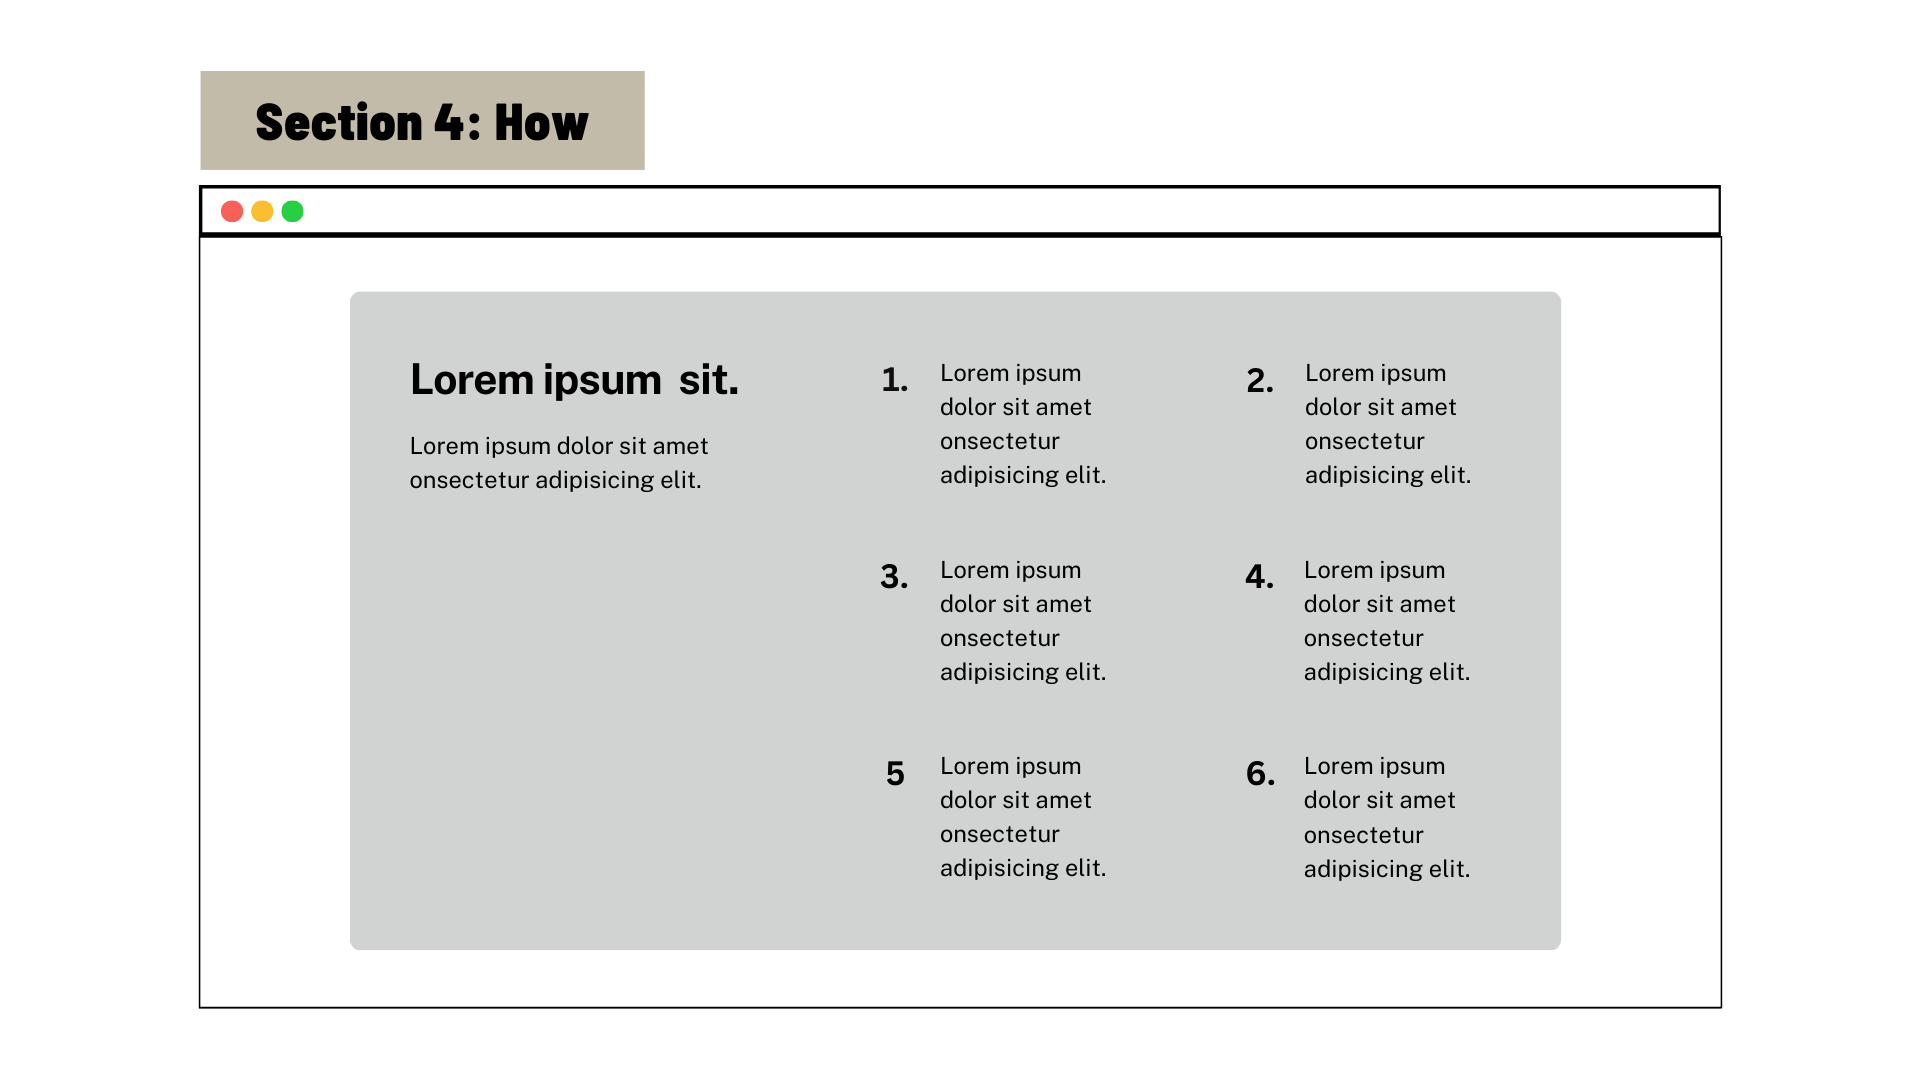 Section 4: How
Lorem ipsum  sit.
Lorem ipsum dolor sit amet
onsectetur adipisicing elit.
1.
Lorem ipsum
dolor sit amet
onsectetur
adipisicing elit.
2.
Lorem ipsum
dolor sit amet
onsectetur
adipisicing elit.
3.
Lorem ipsum
dolor sit amet
onsectetur
adipisicing elit.
4.
Lorem ipsum
dolor sit amet
onsectetur
adipisicing elit.
5
Lorem ipsum
dolor sit amet
onsectetur
adipisicing elit.
6.
Lorem ipsum
dolor sit amet
onsectetur
adipisicing elit.